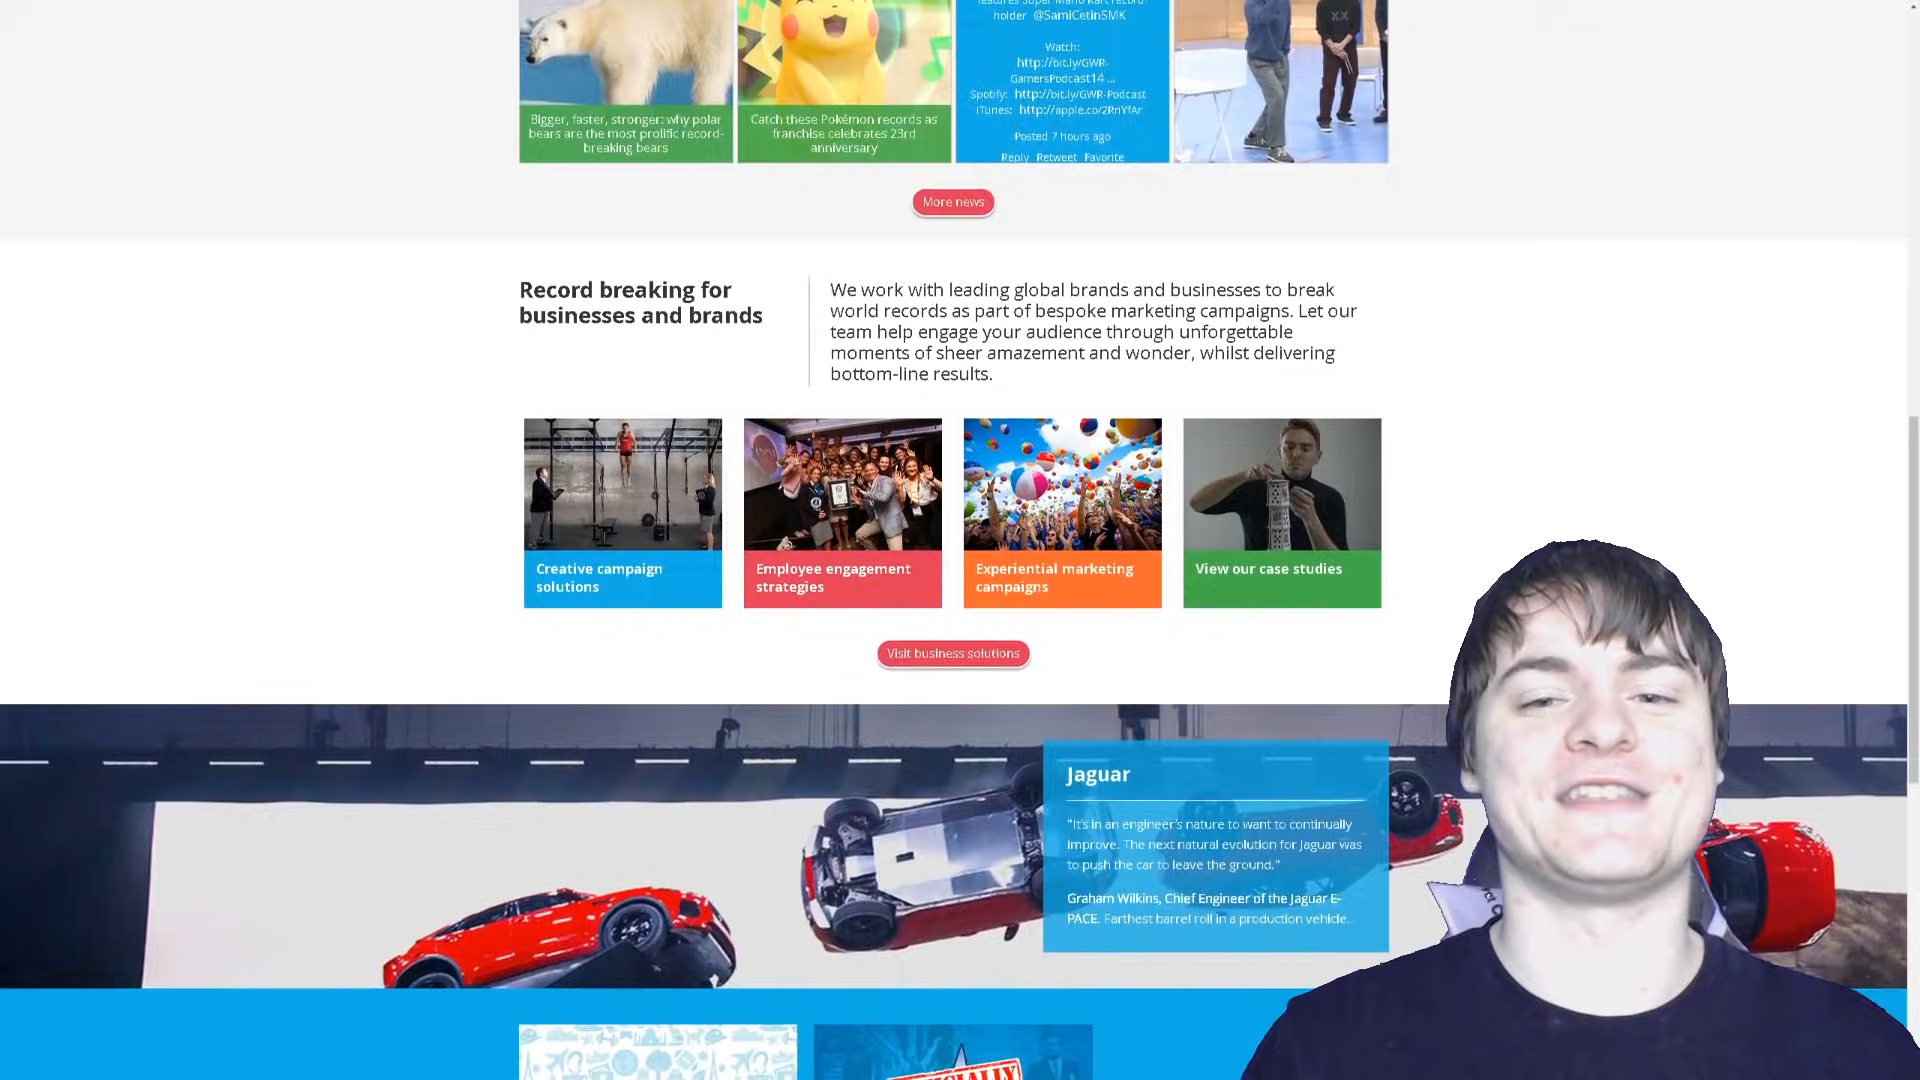 holder @SamiCetinSMK
Watch:
http://bit.ly/GWR-
GamersPodcast14 ...
Spotify: http://bit.ly/GWR-Podcast
iTunes: http://apple.co/2RnYfAr
Posted 7 hours ago
Reply Retweet Favorite
Bigger, faster, stronger: why polar
bears are the most prolific record-
breaking bears
Catch these Pokémon records as
franchise celebrates 23rd
anniversary
More news
Record breaking for
businesses and brands
We work with leading global brands and businesses to break
world records as part of bespoke marketing campaigns. Let our
team help engage your audience through unforgettable
moments of sheer amazement and wonder, whilst delivering
bottom-line results.
Creative campaign
solutions
Employee engagement
strategies
Experiential marketing
campaigns
View our case studies
Visit business solutions
Jaguar
"It's in an engineer's nature to want to continually
improve. The next natural evolution for Jaguar was
to push the car to leave the ground."
Graham Wilkins, Chief Engineer of the Jaguar E-
PACE. Farthest barrel roll in a production vehicle.